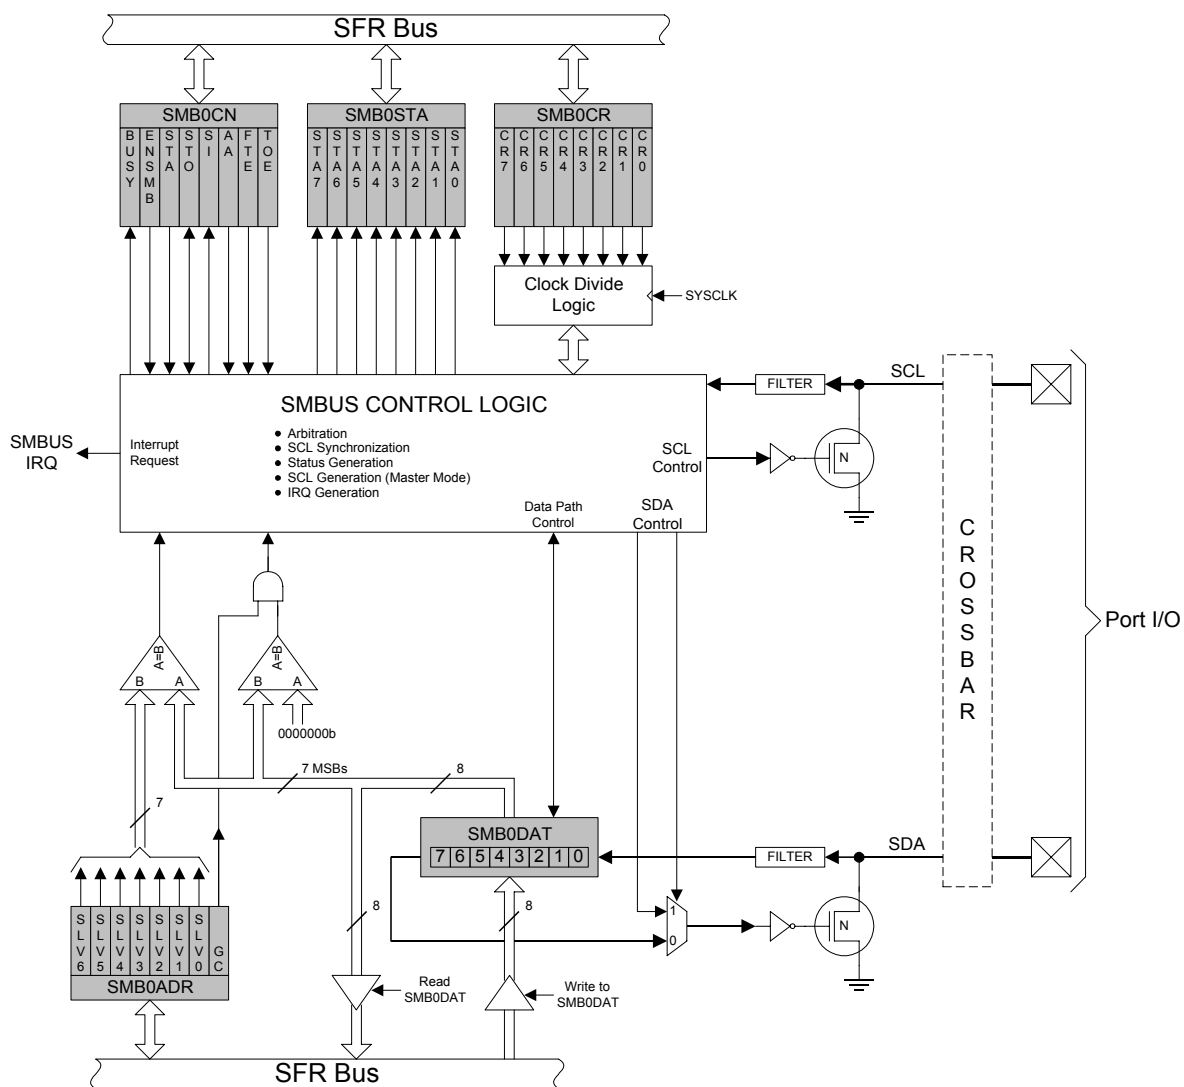 SFR Bus
SMB0CN
SMB0STA
SMB0CR
BUSY
ENSMB
STA
STO
SI
AA
FTE
TOE
STA7
STA6
STA5
STA4
STA3
STA2
STA1
STA0
CR7
CR6
CR5
CR4
CR3
CR2
CR1
CR0
Clock Divide
Logic
SYSCLK
SMBUS CONTROL LOGIC
Arbitration
SCL Synchronization
Status Generation
SCL Generation (Master Mode)
IRQ Generation
SMBUS
IRQ
Interrupt
Request
SCL
Control
Data Path
Control
SDA
Control
FILTER
SCL
N
CROSSBAR
Port I/O
A=B
B
A
A=B
B
A
0000000b
7 MSBs
8
7
SMB0DAT
7 6 5 4 3 2 1 0
FILTER
SDA
1
0
N
8
8
SLV6
SLV5
SLV4
SLV3
SLV2
SLV1
SLV0
GC
SMB0ADR
Read
SMB0DAT
Write to
SMB0DAT
SFR Bus